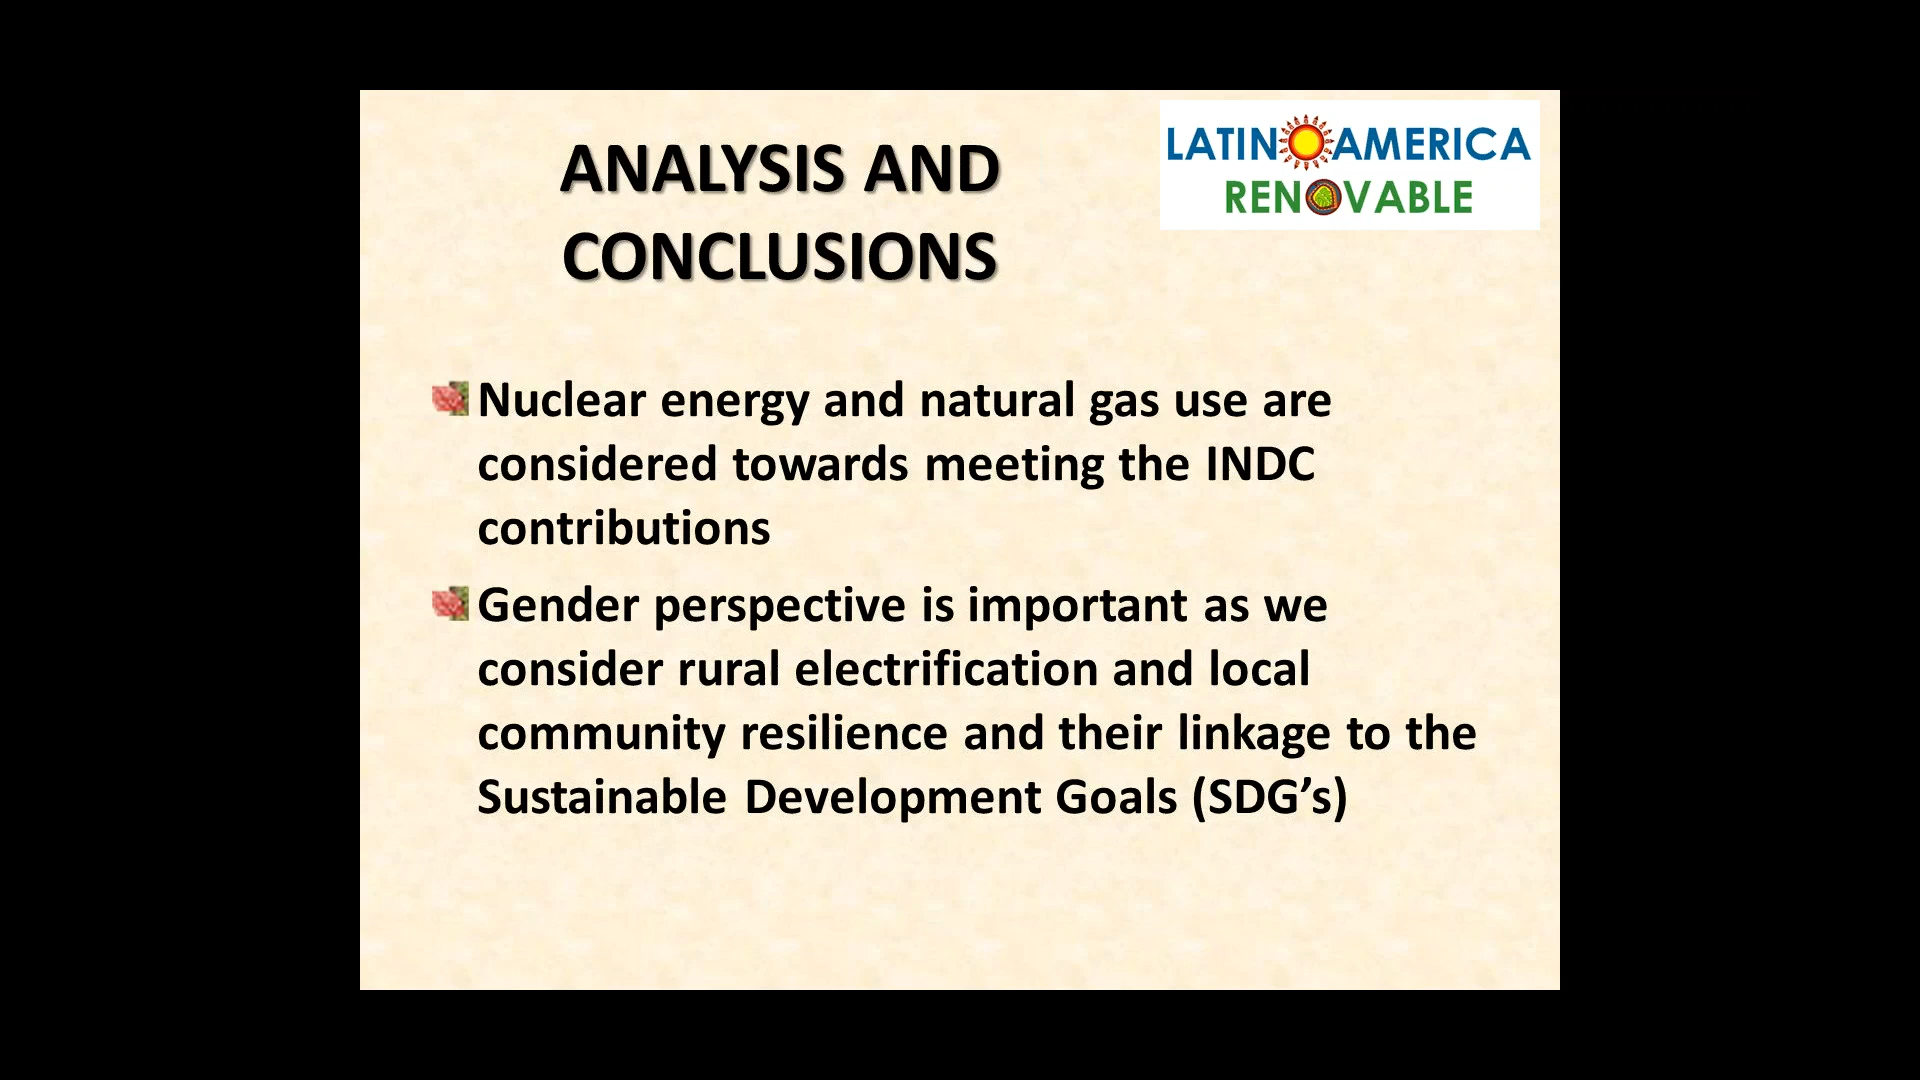 ANALYSIS AND
CONCLUSIONS
LATINOAMERICA
RENOVABLE
Nuclear energy and natural gas use are
considered towards meeting the INDC
contributions
Gender perspective is important as we
consider rural electrification and local
community resilience and their linkage to the
Sustainable Development Goals (SDG’s)